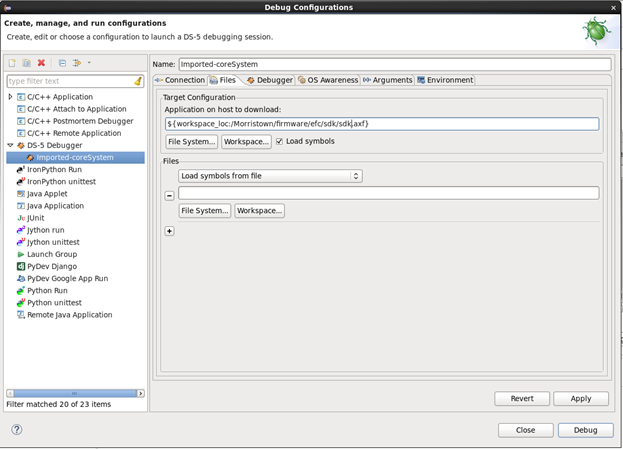 Debug Configurations
Create, manage, and run configurations
Create, edit or choose a configuration to launch a DS-5 debugging session.
type filter text
C/C++ Application
C/C++ Attach to Application
C/C++ Postmortem Debugger
C/C++ Remote Application
DS-5 Debugger
Imported-coreSystem
IronPython Run
IronPython unittest
Java Applet
Java Application
JUnit
Jython run
Jython unittest
Launch Group
PyDev Django
PyDev Google App Run
Python Run
Python unittest
Remote Java Application
Filter matched 20 of 23 items
Name: Imported-coreSystem
Connection Files Debugger OS Awareness Arguments Environment
Target Configuration
Application on host to download:
${workspace_loc:/Morristown/firmware/efc/sdk/sdk.axf}
File System... Workspace... Load symbols
Files
Load symbols from file
File System... Workspace...
Revert Apply
Close Debug